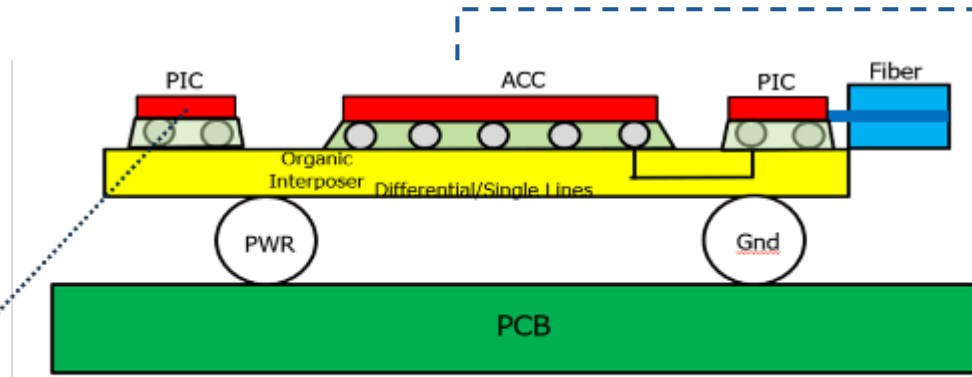 PIC
ACC
PIC
Fiber
Organic
Interposer
Differential/Single Lines
PWR
Gnd
PCB